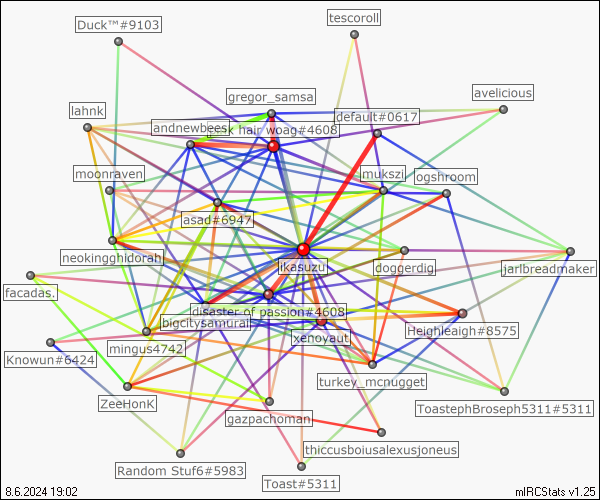 Duck™#9103
tescoroll
avelicious
gregor_samsa
lahnk
default#0617
andnewbees
k hair woag#4608
moonraven
mukszi
ogshroom
asad#6947
neokingghidorah
ikasuzu
doggerdig
jarlbreadmaker
facadas.
disaster of passion#4608
bigcitysamurai
Heighleaigh#8575
xenoyaut
Knowun#6424
mingus4742
turkey_mcnugget
ZeeHonK
ToastephBroseph5311#5311
gazpachoman
thiccusboiusalexusjoneus
Random Stuf6#5983
Toast#5311
8.6.2024 19:02
mIRCStats v1.25